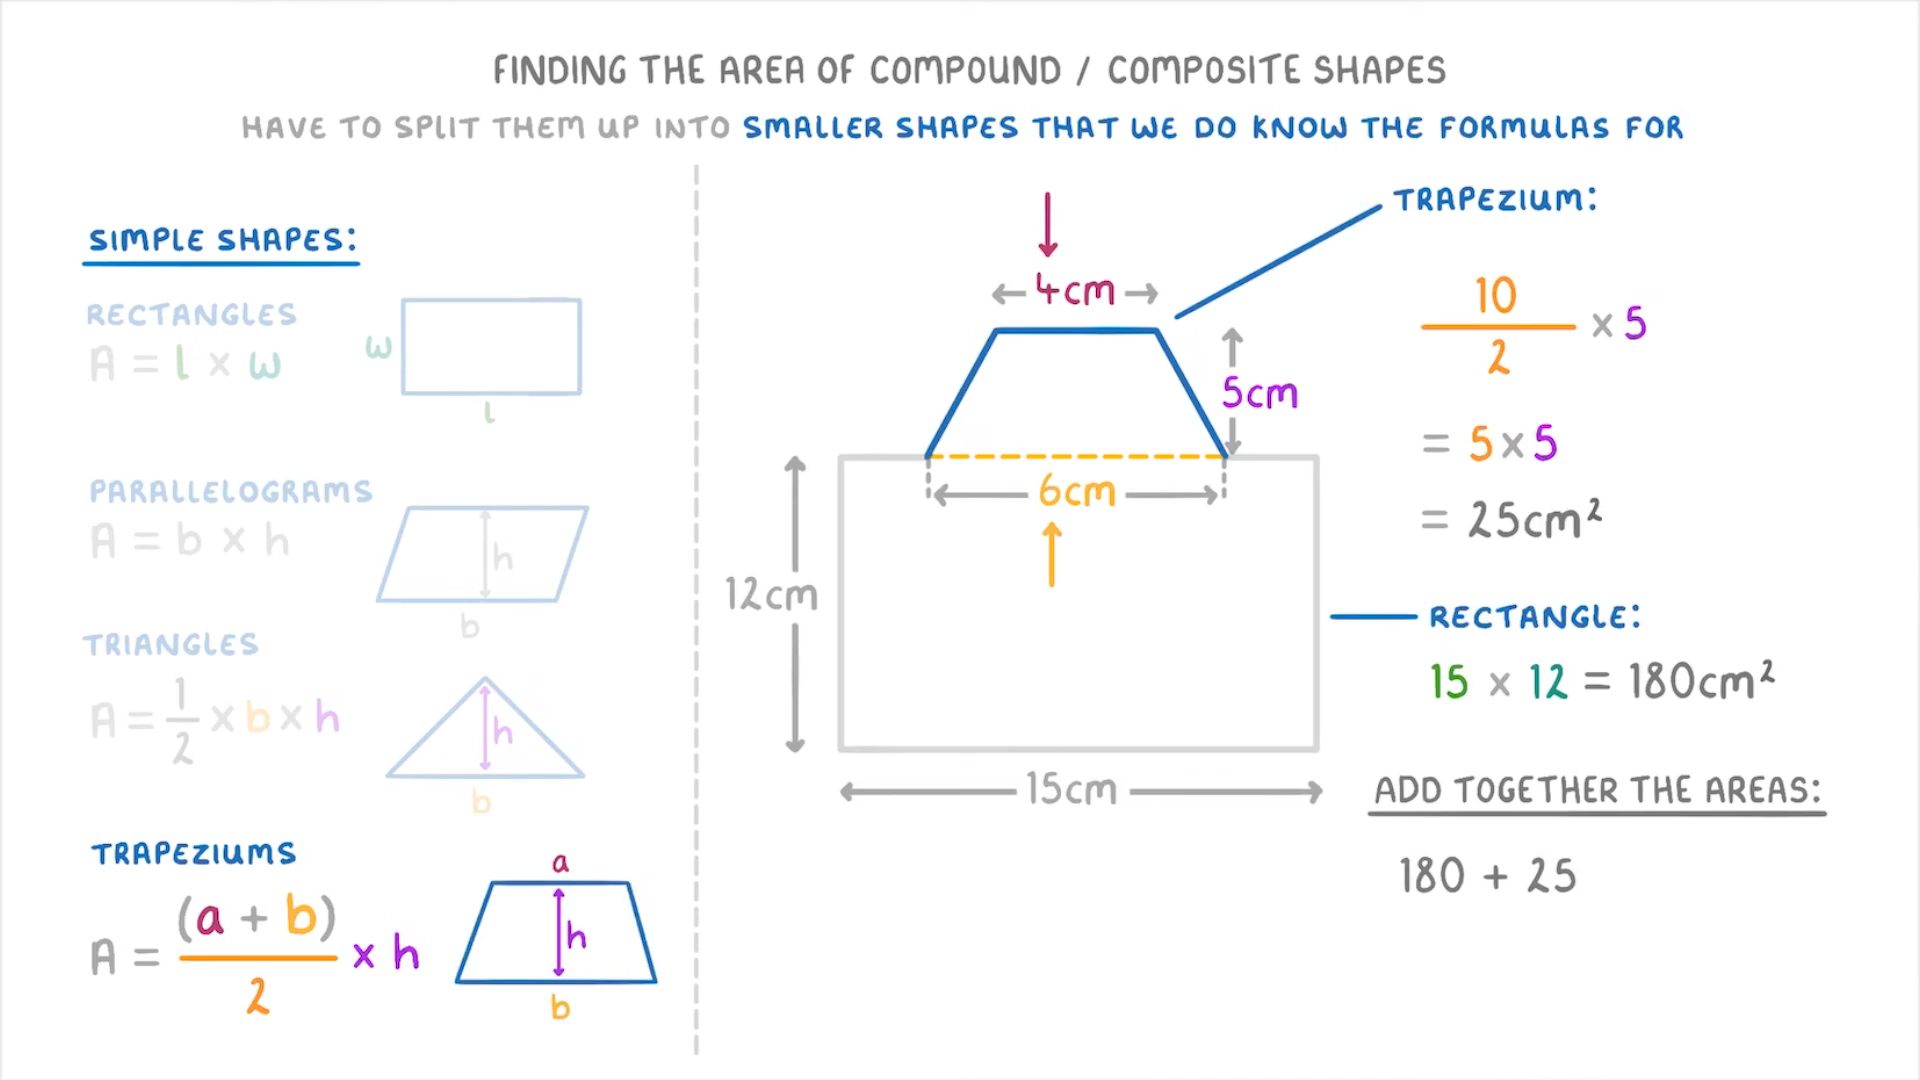 FINDING THE AREA OF COMPOUND / COMPOSITE SHAPES
HAVE TO SPLIT THEM UP INTO SMALLER SHAPES THAT WE DO KNOW THE FORMULAS FOR
SIMPLE SHAPES:
RECTANGLES
A = l × w
w
l
PARALLELOGRAMS
A = b × h
h
b
TRIANGLES
A = 1/2 × b × h
h
b
TRAPEZIUMS
A = (a + b)/2 × h
a
h
b
4cm
5cm
6cm
12cm
15cm
TRAPEZIUM:
10/2 × 5
= 5 × 5
= 25cm²
RECTANGLE:
15 × 12 = 180cm²
ADD TOGETHER THE AREAS:
180 + 25